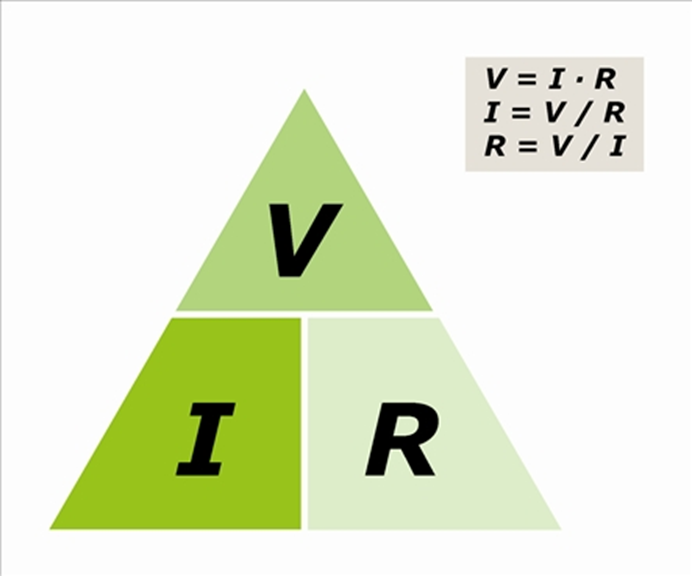 V = I · R
I = V / R
R = V / I
V
I R